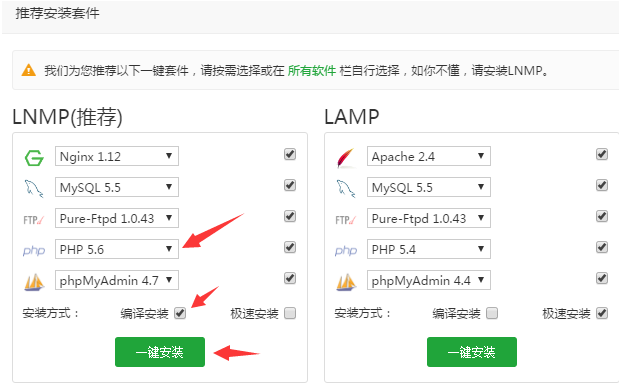 推荐安装套件
我们为您推荐以下一键套件，请按需选择或在 所有软件 栏自行选择，如你不懂，请安装LNMP。
LNMP(推荐)
Nginx 1.12
MySQL 5.5
FTP Pure-Ftpd 1.0.43
php PHP 5.6
phpMyAdmin 4.7
安装方式： 编译安装 极速安装
一键安装
LAMP
Apache 2.4
MySQL 5.5
FTP Pure-Ftpd 1.0.43
php PHP 5.4
phpMyAdmin 4.4
安装方式： 编译安装 极速安装
一键安装